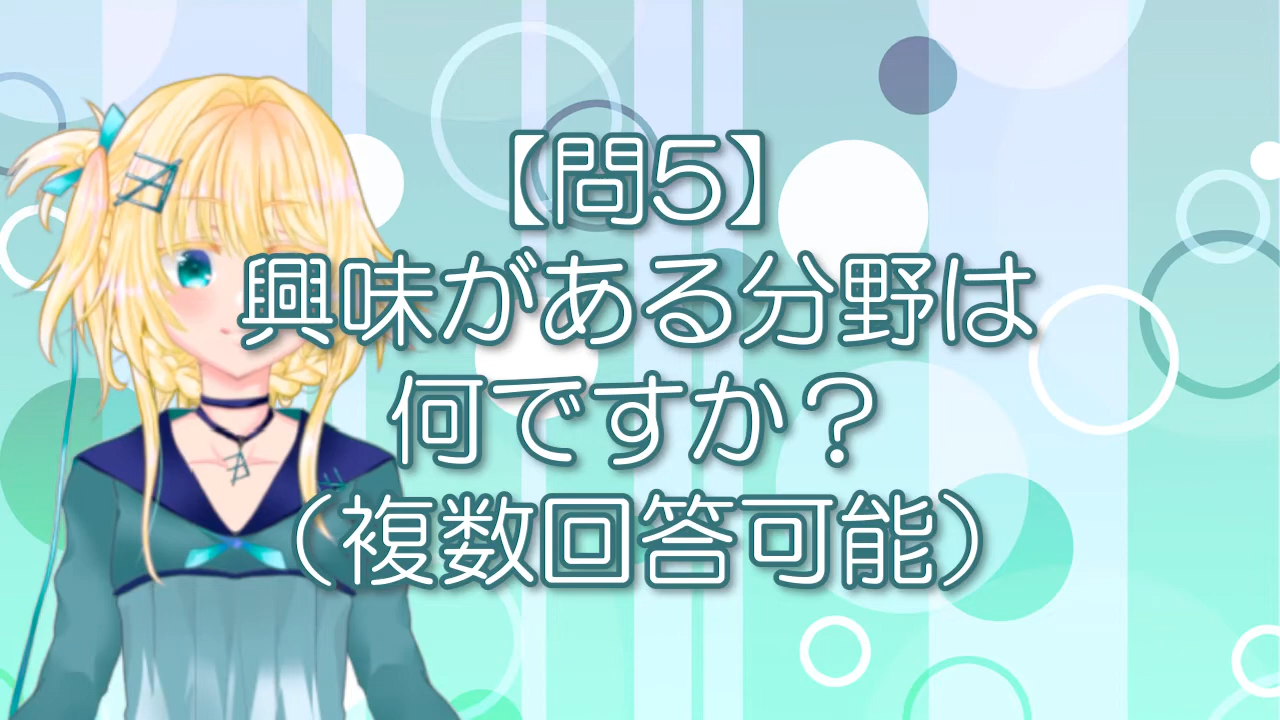 【問5】
興味がある分野は
何ですか？
（複数回答可能）